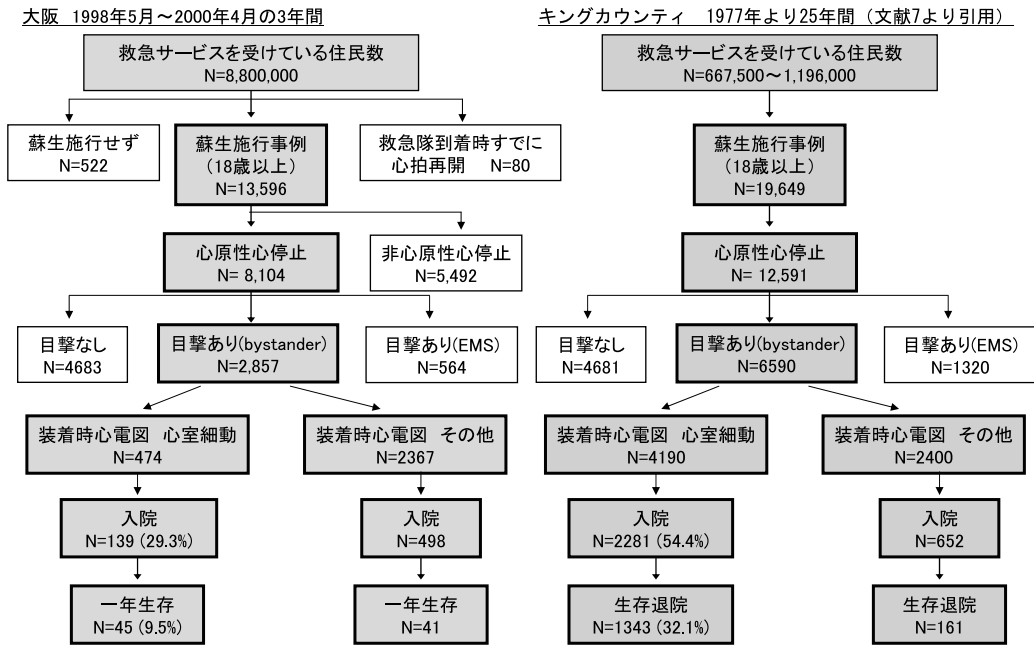 大阪 1998年5月～2000年4月の3年間
救急サービスを受けている住民数
N=8,800,000
蘇生施行せず
N=522
蘇生施行事例
（18歳以上）
N=13,596
救急隊到着時すでに
心拍再開 N=80
心原性心停止
N= 8,104
非心原性心停止
N=5,492
目撃なし
N=4683
目撃あり(bystander)
N=2,857
目撃あり(EMS)
N=564
装着時心電図 心室細動
N=474
装着時心電図 その他
N=2367
入院
N=139 (29.3%)
入院
N=498
一年生存
N=45 (9.5%)
一年生存
N=41
キングカウンティ 1977年より25年間（文献7より引用）
救急サービスを受けている住民数
N=667,500～1,196,000
蘇生施行事例
（18歳以上）
N=19,649
心原性心停止
N= 12,591
目撃なし
N=4681
目撃あり(bystander)
N=6590
目撃あり(EMS)
N=1320
装着時心電図 心室細動
N=4190
装着時心電図 その他
N=2400
入院
N=2281 (54.4%)
入院
N=652
生存退院
N=1343 (32.1%)
生存退院
N=161